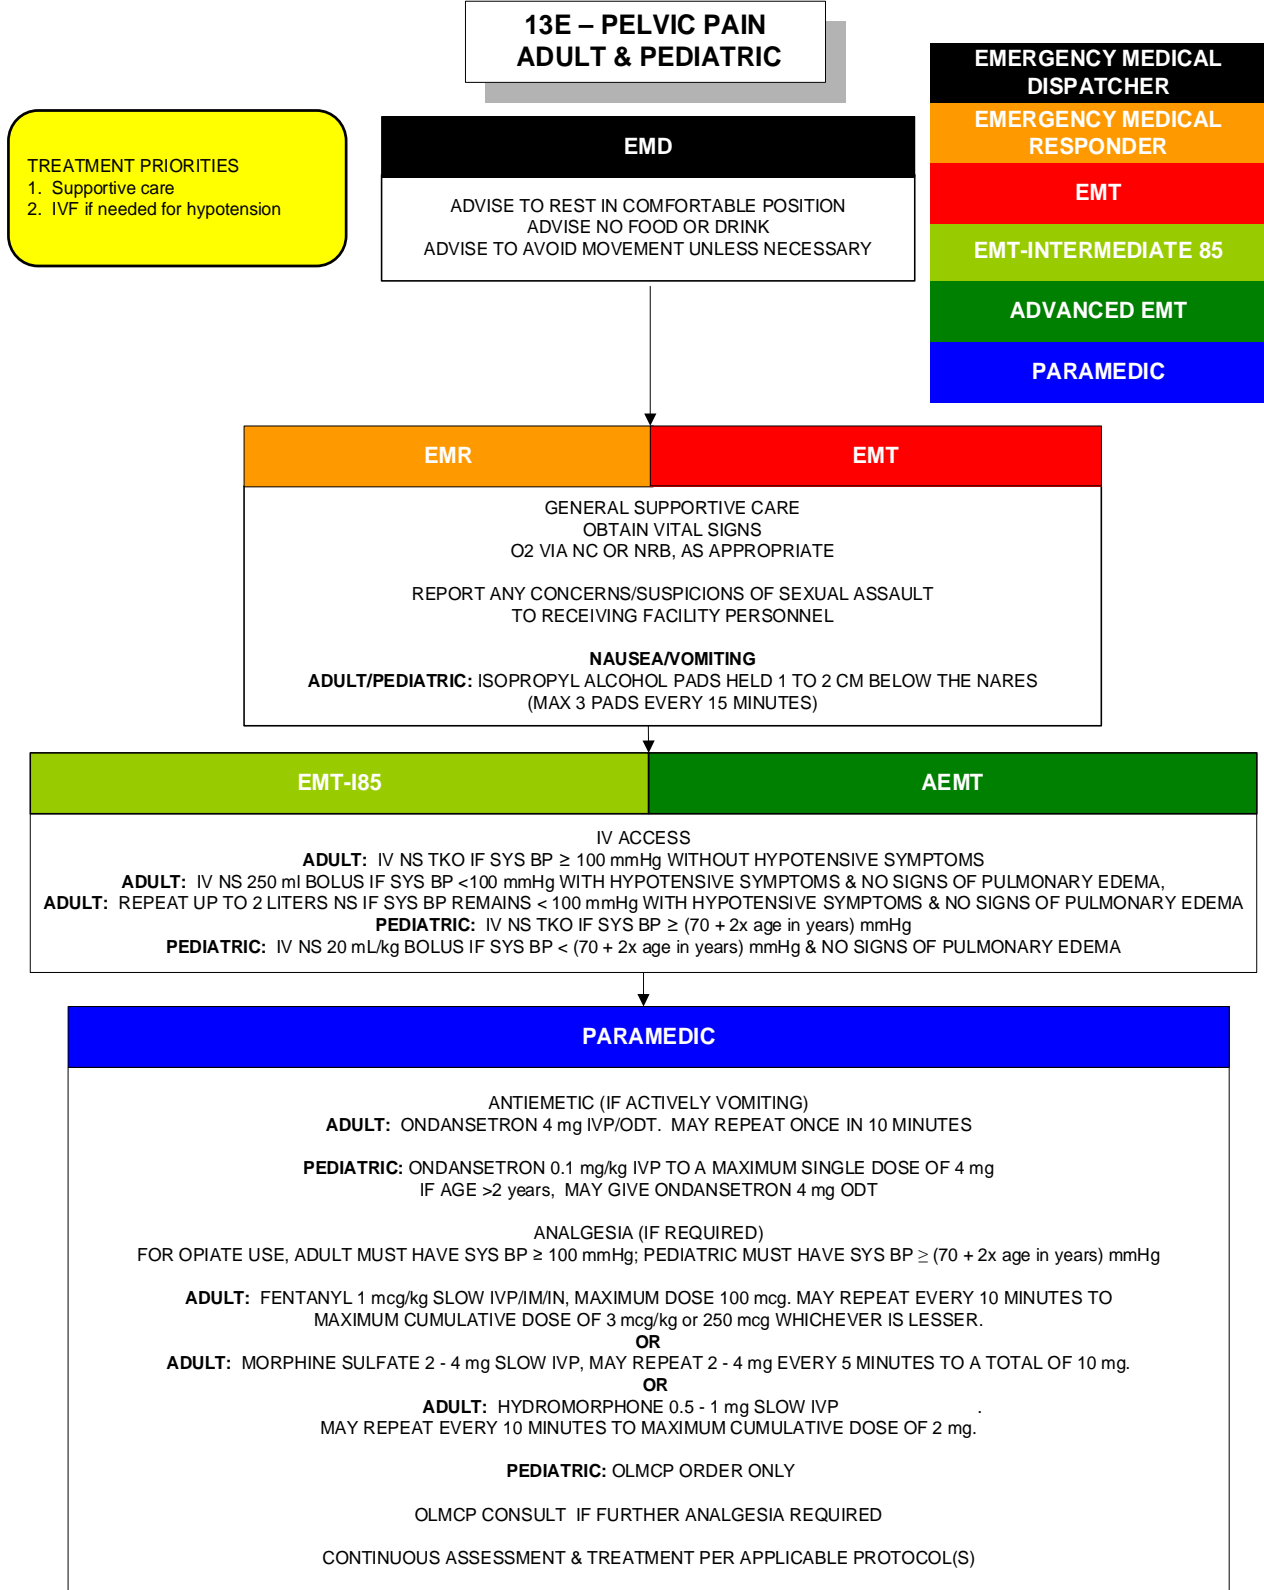 13E – PELVIC PAIN
ADULT & PEDIATRIC
EMERGENCY MEDICAL
DISPATCHER
EMERGENCY MEDICAL
RESPONDER
EMT
EMT-INTERMEDIATE 85
ADVANCED EMT
PARAMEDIC
TREATMENT PRIORITIES
1. Supportive care
2. IVF if needed for hypotension
EMD
ADVISE TO REST IN COMFORTABLE POSITION
ADVISE NO FOOD OR DRINK
ADVISE TO AVOID MOVEMENT UNLESS NECESSARY
EMR
EMT
GENERAL SUPPORTIVE CARE
OBTAIN VITAL SIGNS
O2 VIA NC OR NRB, AS APPROPRIATE
REPORT ANY CONCERNS/SUSPICIONS OF SEXUAL ASSAULT
TO RECEIVING FACILITY PERSONNEL
NAUSEA/VOMITING
ADULT/PEDIATRIC: ISOPROPYL ALCOHOL PADS HELD 1 TO 2 CM BELOW THE NARES
(MAX 3 PADS EVERY 15 MINUTES)
EMT-I85
AEMT
IV ACCESS
ADULT: IV NS TKO IF SYS BP ≥ 100 mmHg WITHOUT HYPOTENSIVE SYMPTOMS
ADULT: IV NS 250 ml BOLUS IF SYS BP <100 mmHg WITH HYPOTENSIVE SYMPTOMS & NO SIGNS OF PULMONARY EDEMA,
ADULT: REPEAT UP TO 2 LITERS NS IF SYS BP REMAINS < 100 mmHg WITH HYPOTENSIVE SYMPTOMS & NO SIGNS OF PULMONARY EDEMA
PEDIATRIC: IV NS TKO IF SYS BP ≥ (70 + 2x age in years) mmHg
PEDIATRIC: IV NS 20 mL/kg BOLUS IF SYS BP < (70 + 2x age in years) mmHg & NO SIGNS OF PULMONARY EDEMA
PARAMEDIC
ANTIEMETIC (IF ACTIVELY VOMITING)
ADULT: ONDANSETRON 4 mg IVP/ODT. MAY REPEAT ONCE IN 10 MINUTES
PEDIATRIC: ONDANSETRON 0.1 mg/kg IVP TO A MAXIMUM SINGLE DOSE OF 4 mg
IF AGE >2 years, MAY GIVE ONDANSETRON 4 mg ODT
ANALGESIA (IF REQUIRED)
FOR OPIATE USE, ADULT MUST HAVE SYS BP ≥ 100 mmHg; PEDIATRIC MUST HAVE SYS BP ≥ (70 + 2x age in years) mmHg
ADULT: FENTANYL 1 mcg/kg SLOW IVP/IM/IN, MAXIMUM DOSE 100 mcg. MAY REPEAT EVERY 10 MINUTES TO
MAXIMUM CUMULATIVE DOSE OF 3 mcg/kg or 250 mcg WHICHEVER IS LESSER.
OR
ADULT: MORPHINE SULFATE 2 - 4 mg SLOW IVP, MAY REPEAT 2 - 4 mg EVERY 5 MINUTES TO A TOTAL OF 10 mg.
OR
ADULT: HYDROMORPHONE 0.5 - 1 mg SLOW IVP .
MAY REPEAT EVERY 10 MINUTES TO MAXIMUM CUMULATIVE DOSE OF 2 mg.
PEDIATRIC: OLMCP ORDER ONLY
OLMCP CONSULT IF FURTHER ANALGESIA REQUIRED
CONTINUOUS ASSESSMENT & TREATMENT PER APPLICABLE PROTOCOL(S)